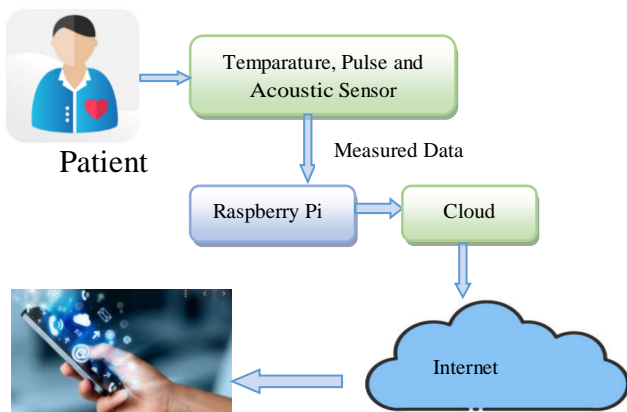 Temparature, Pulse and
Acoustic Sensor
Patient
Measured Data
Raspberry Pi
Cloud
Internet
@